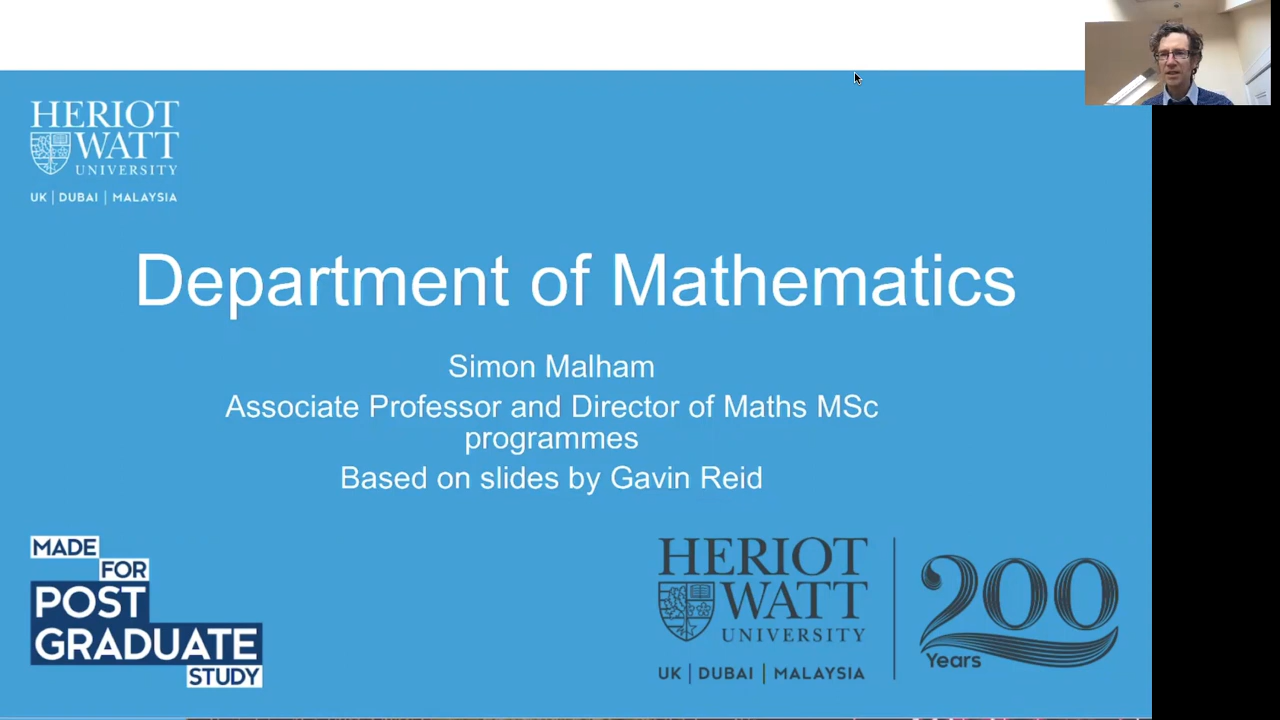 HERIOT
WATT
UNIVERSITY
UK | DUBAI | MALAYSIA
Department of Mathematics
Simon Malham
Associate Professor and Director of Maths MSc
programmes
Based on slides by Gavin Reid
MADE
FOR
POST
GRADUATE
STUDY
HERIOT
WATT
UNIVERSITY
UK | DUBAI | MALAYSIA
200
Years